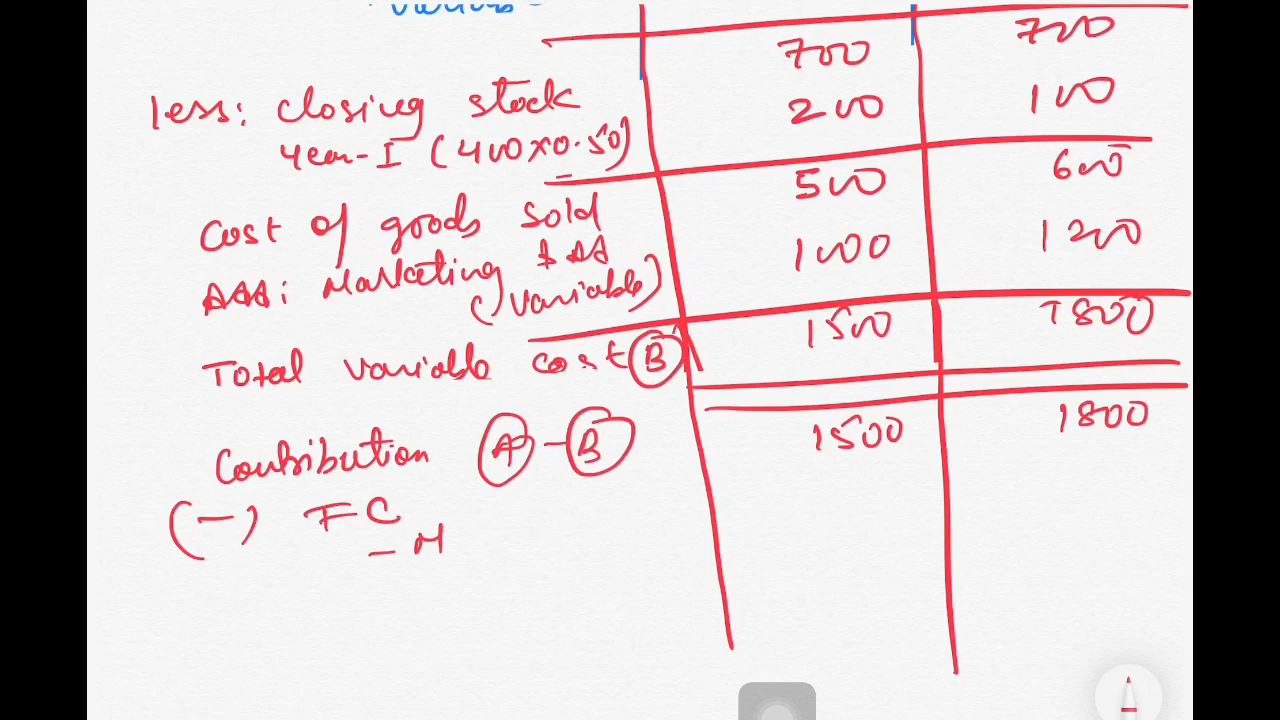 700 700
less: closing stock 200 100
Year-I (400x0.50)
500 600
Cost of goods sold
Add: Marketing & Ad 1000 1200
(variable)
Total variable cost B 1500 1800
Contribution A - B 1500 1800
(-) FC
- M